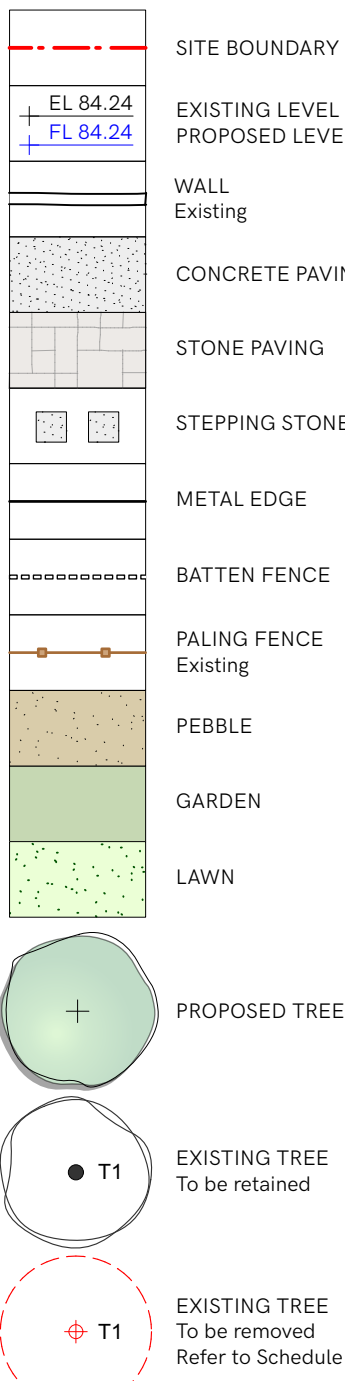 SITE BOUNDARY
EL 84.24
EXISTING LEVEL
FL 84.24
PROPOSED LEVE
WALL
Existing
CONCRETE PAVIN
STONE PAVING
STEPPING STONE
METAL EDGE
BATTEN FENCE
PALING FENCE
Existing
PEBBLE
GARDEN
LAWN
PROPOSED TREE
T1
EXISTING TREE
To be retained
T1
EXISTING TREE
To be removed
Refer to Schedule